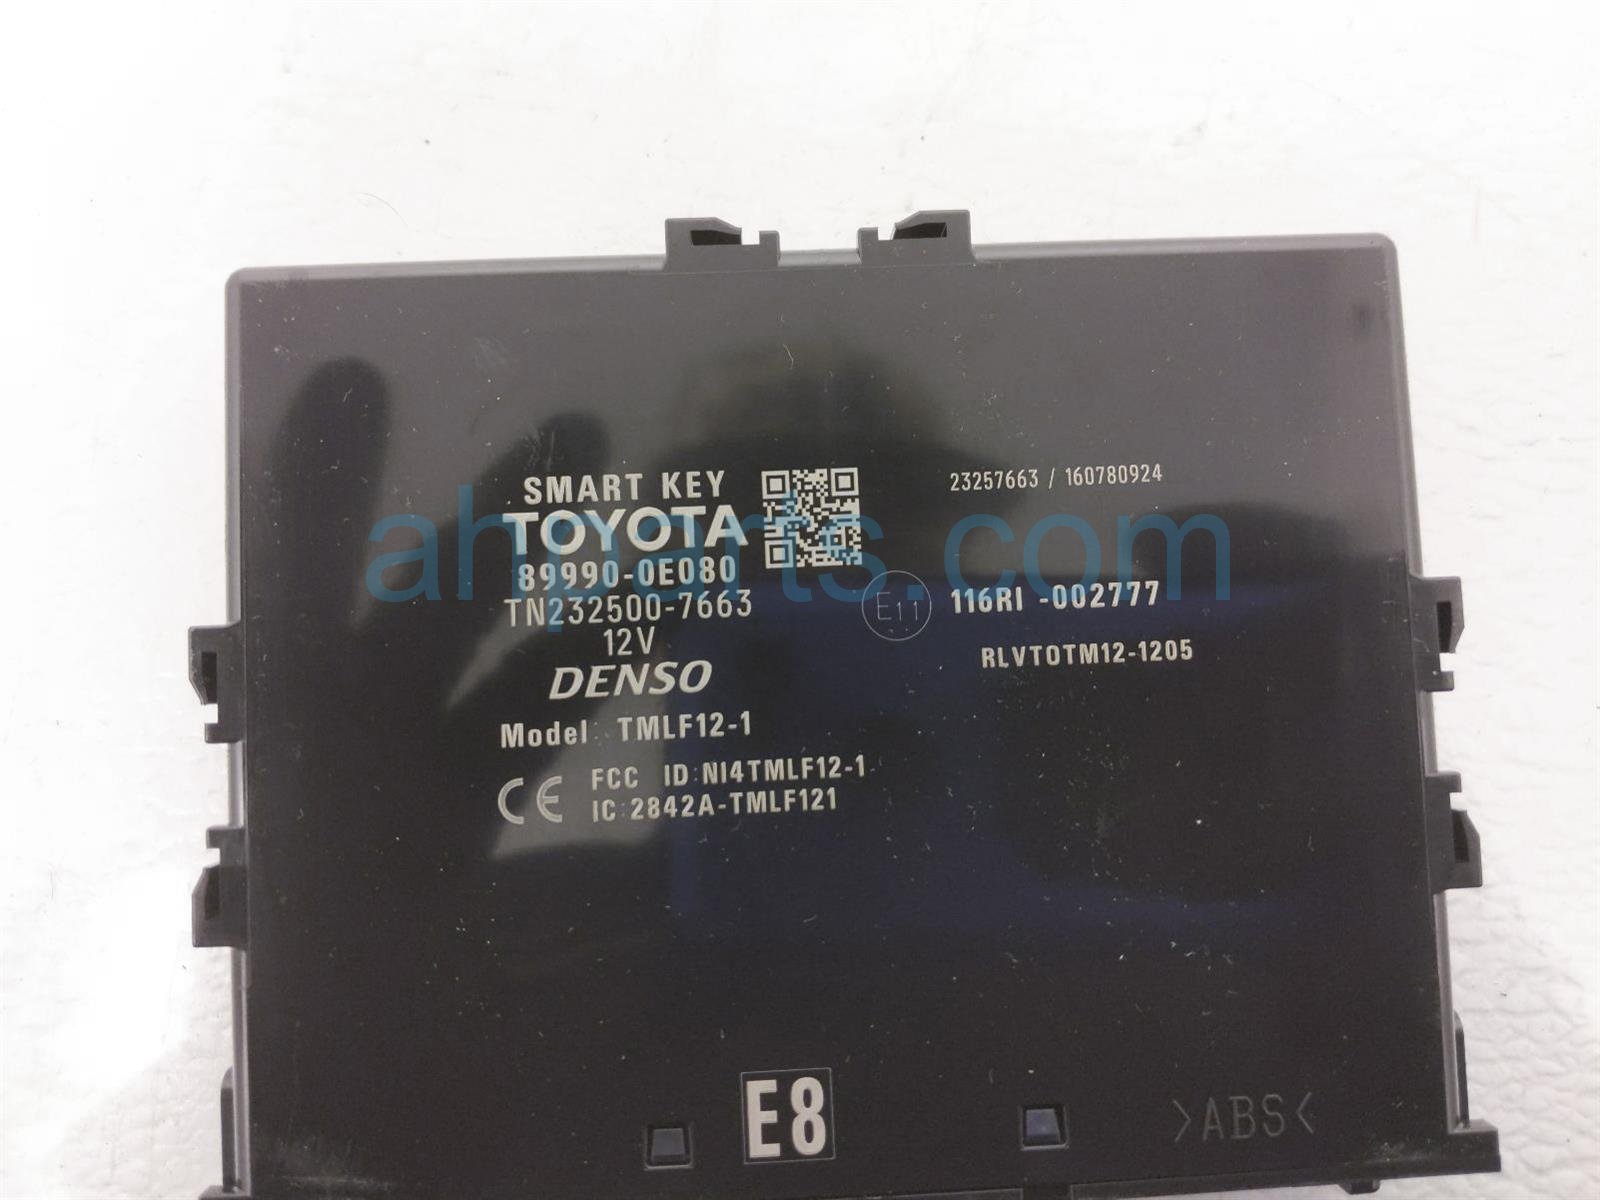 SMART KEY
TOYOTA
89990-0E080
TN232500-7663
12V
DENSO
Model: TMLF12-1
CE FCC ID:NI4TMLF12-1
IC:2842A-TMLF121
23257663 / 160780924
E11 116RI -002777
RLVTOTM12-1205
E8
>ABS<
ahparts.com